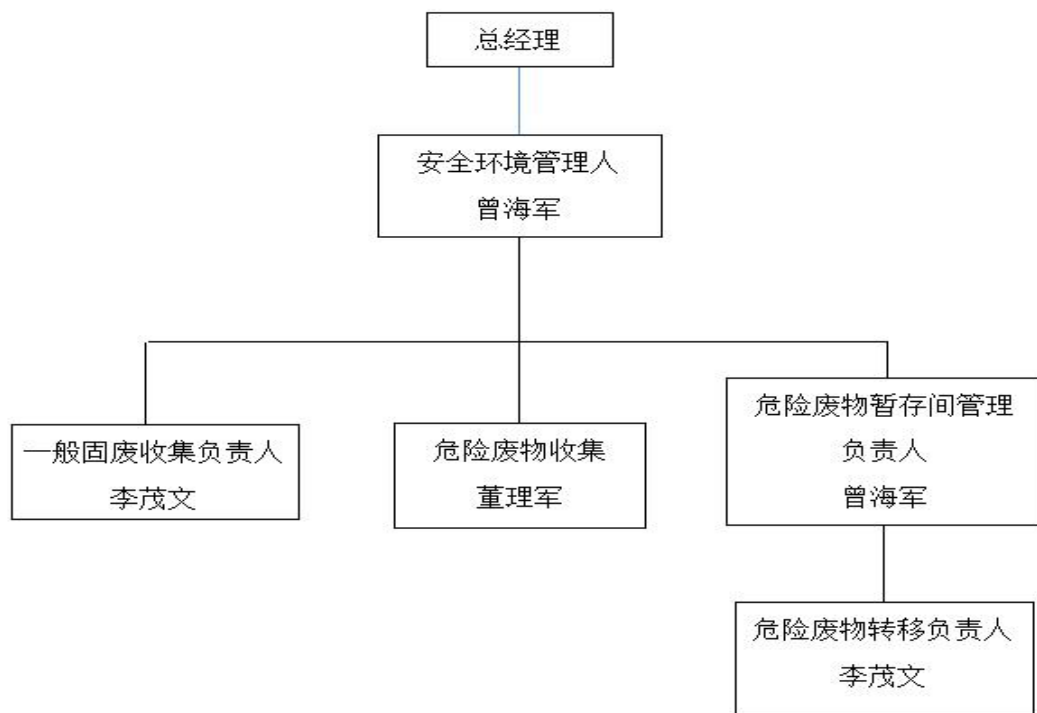 总经理
安全环境管理人
曾海军
一般固废收集负责人
李茂文
危险废物收集
董理军
危险废物暂存间管理
负责人
曾海军
危险废物转移负责人
李茂文